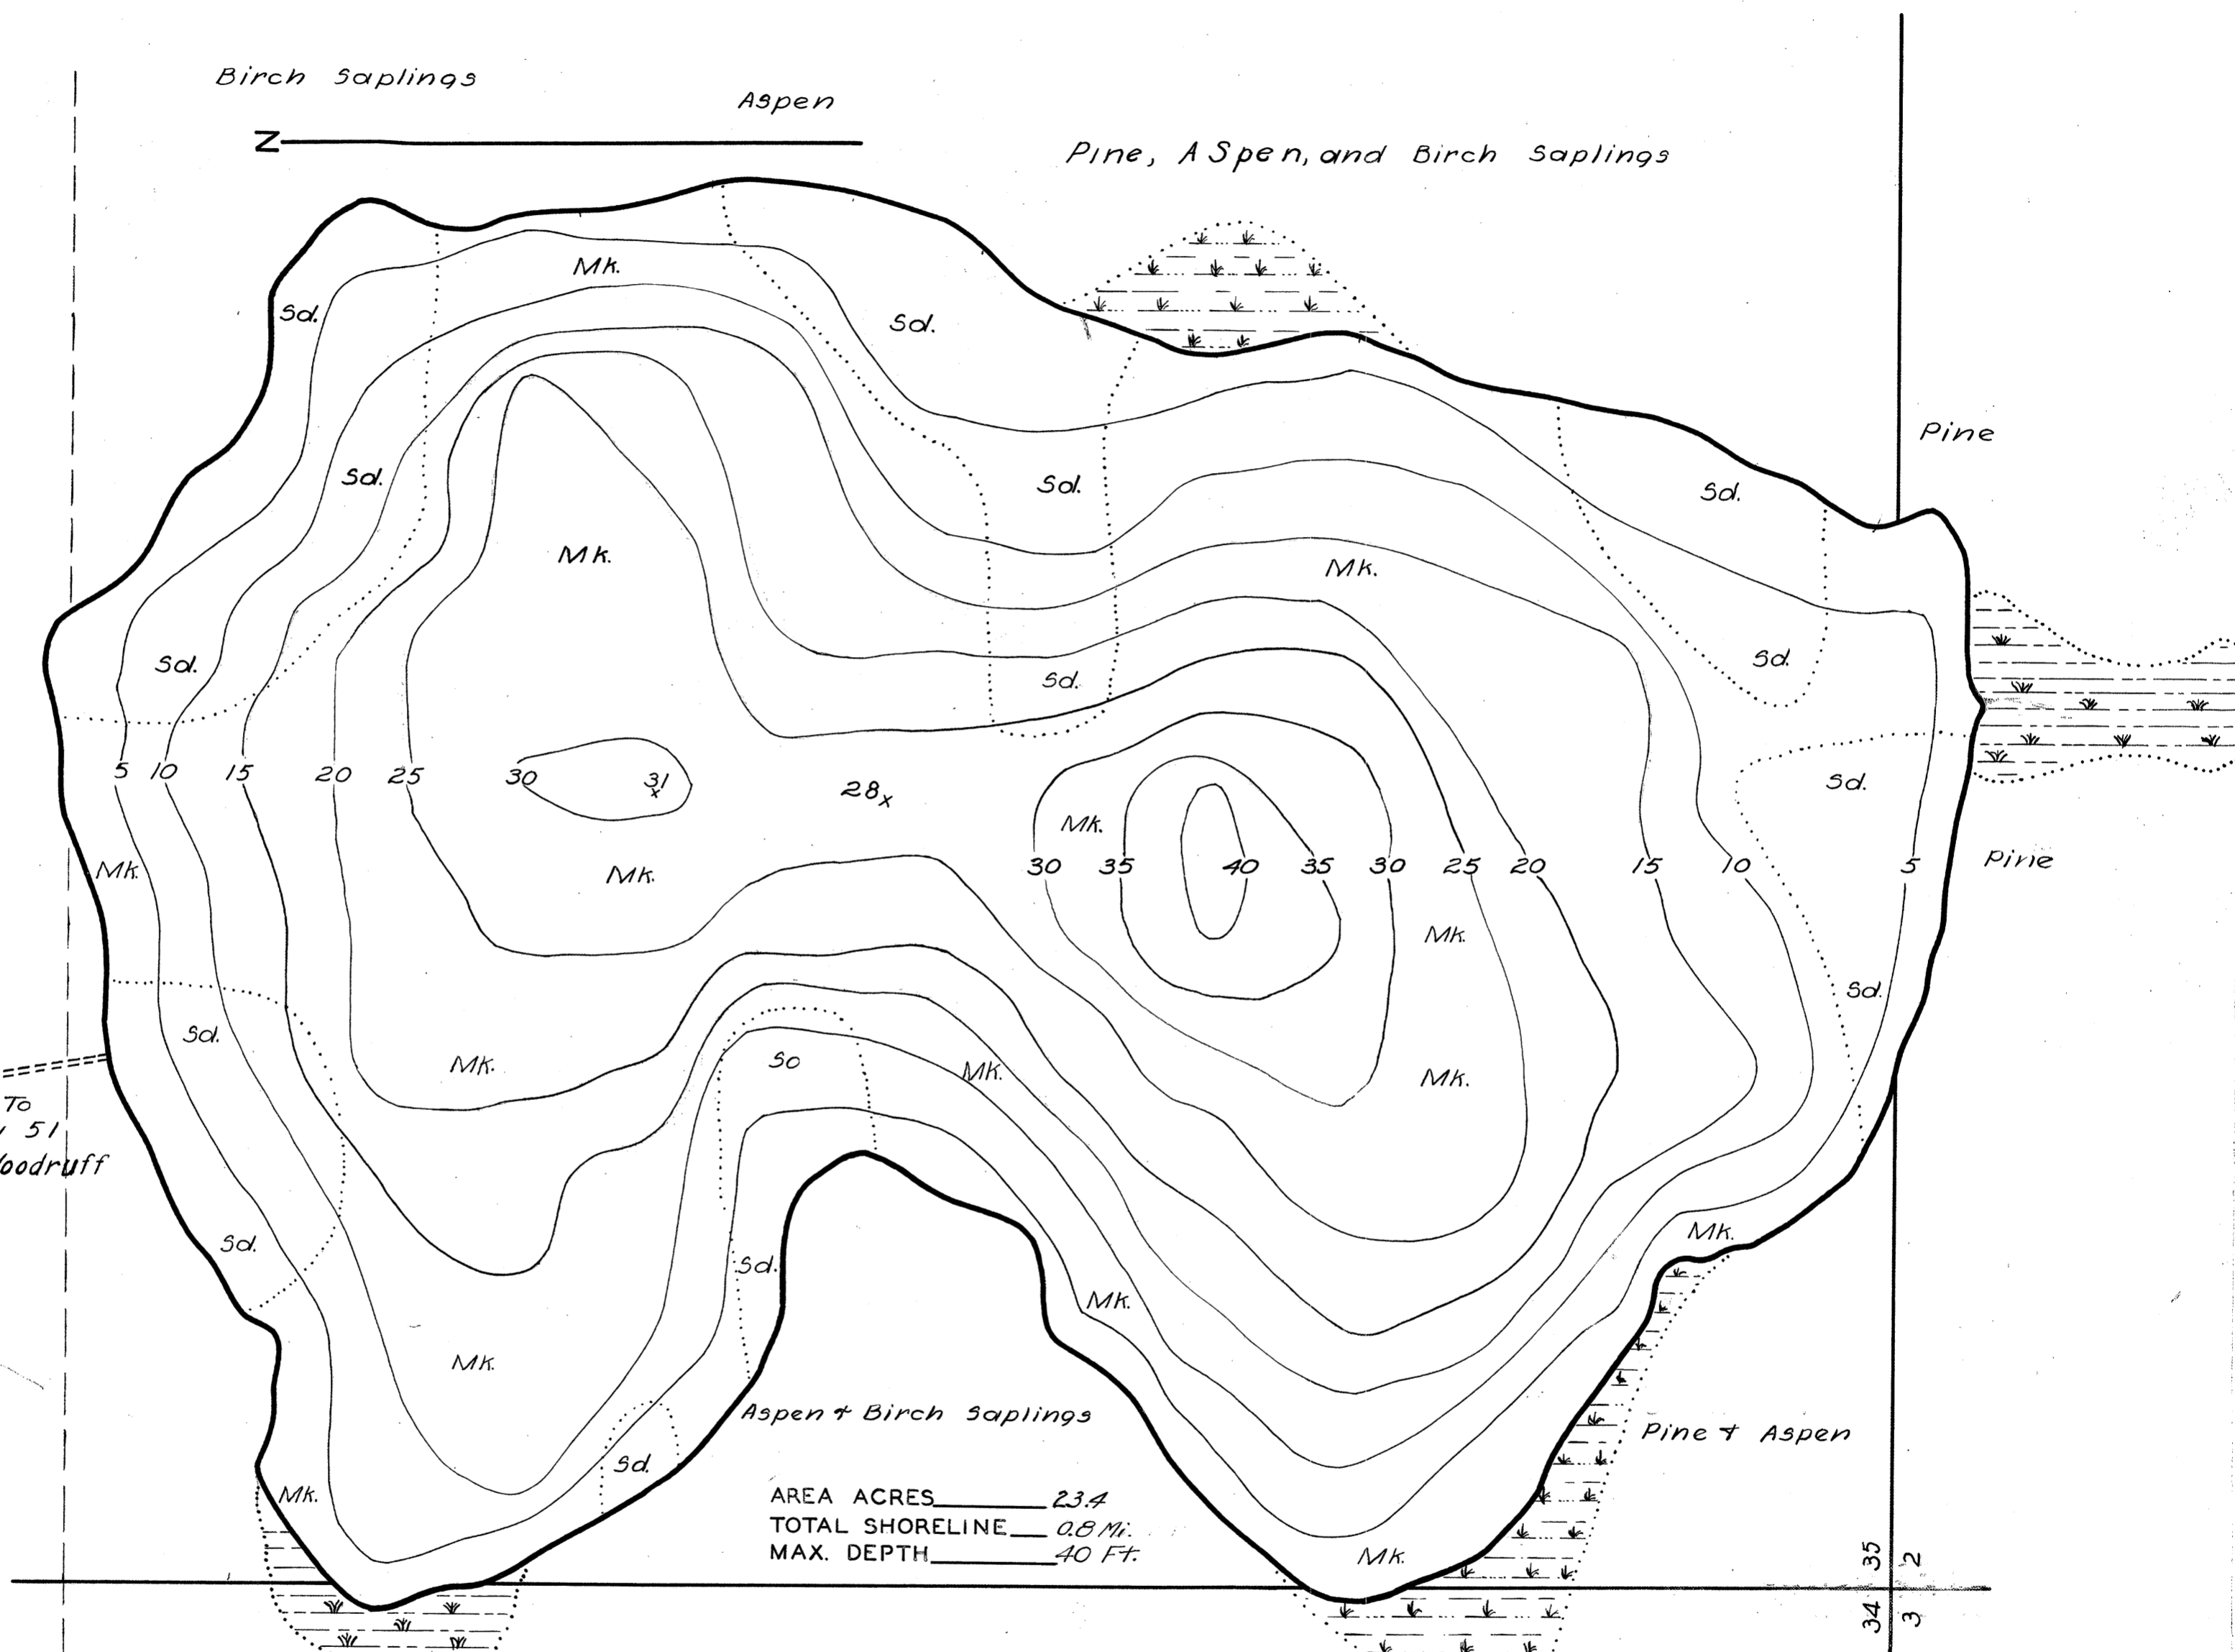 Birch Saplings
Aspen
N
Pine, Aspen, and Birch Saplings
Mk.
Sd.
Sd.
Pine
Sd.
Sd.
Sd.
Mk.
Mk.
Sd.
Sd.
Sd.
5 10 15 20 25 30 31x
28x
Sd.
Mk.
Mk.
Mk.
30 35 40 35 30 25 20 15 10 5
Pine
Mk.
Sd.
Sd.
Mk.
So
Mk.
Mk.
To
51
Woodruff
Sd.
Sd.
Mk.
Mk.
Mk.
Aspen & Birch Saplings
Pine & Aspen
Sd.
Mk.
AREA ACRES 23.4
TOTAL SHORELINE 0.8 Mi.
MAX. DEPTH 40 Ft.
Mk.
35 2
34 3